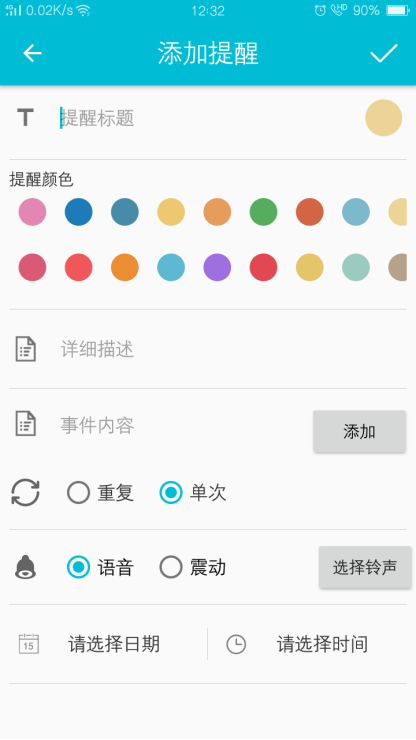 4G 0.02K/s 12:32 HD 90%
添加提醒
T 提醒标题
提醒颜色
详细描述
事件内容 添加
重复 单次
语音 震动 选择铃声
15 请选择日期 请选择时间